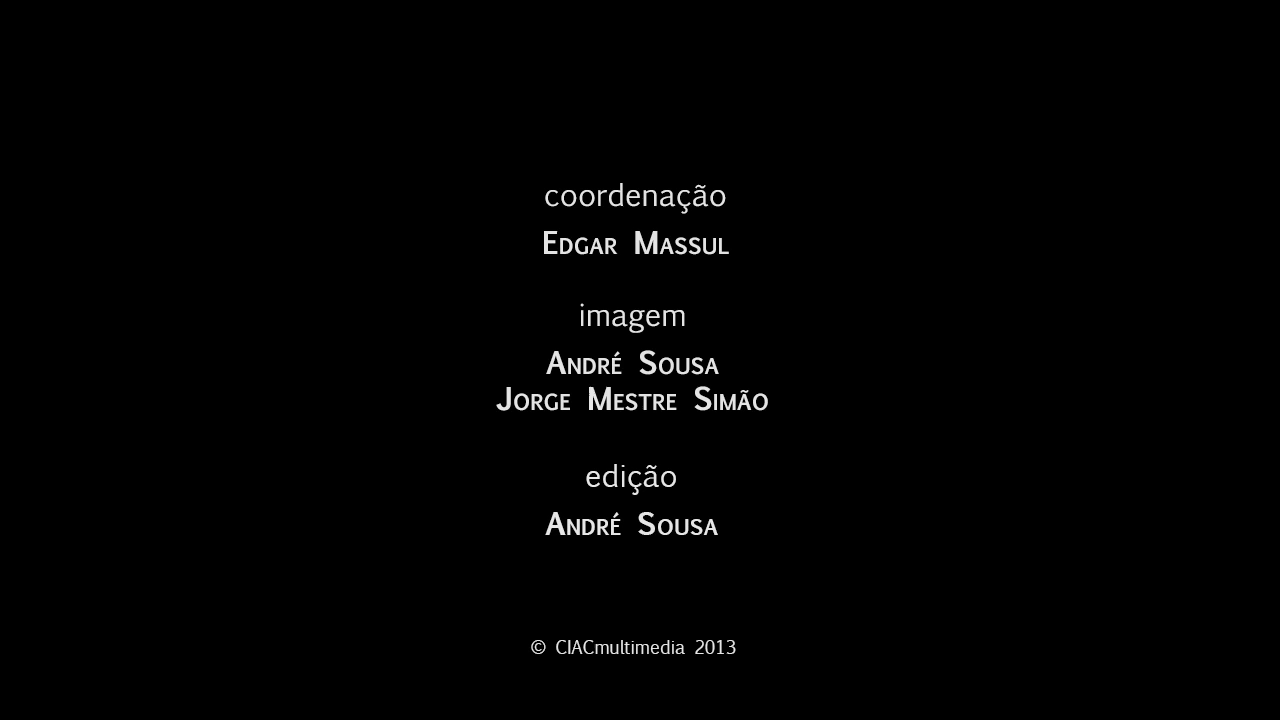 coordenação
Edgar Massul
imagem
André Sousa
Jorge Mestre Simão
edição
André Sousa
© CIACmultimedia 2013